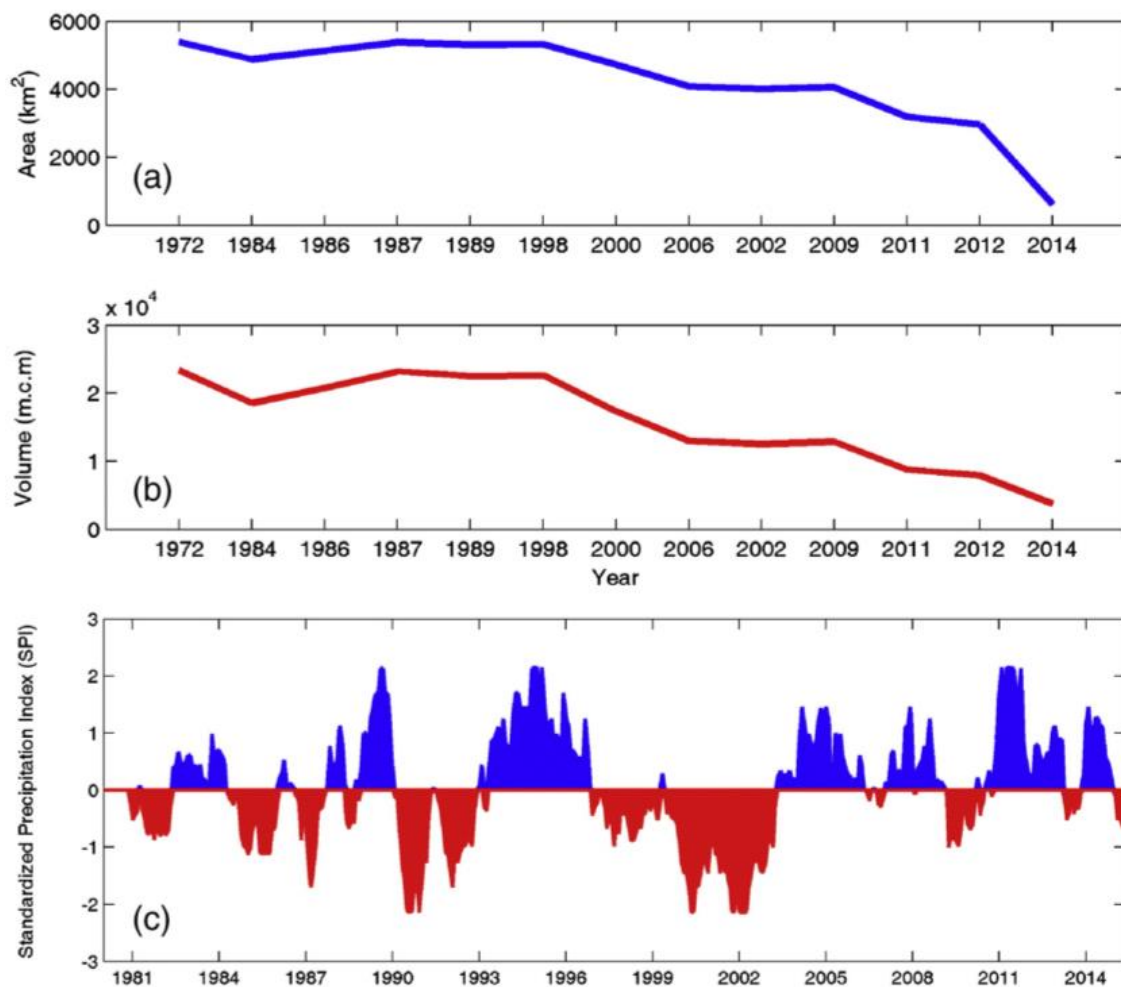 6000
4000
2000
0
Area (km²)
(a)
1972 1984 1986 1987 1989 1998 2000 2006 2002 2009 2011 2012 2014
x 10⁴
3
2
1
0
Volume (m.c.m)
(b)
1972 1984 1986 1987 1989 1998 2000 2006 2002 2009 2011 2012 2014
Year
3
2
1
0
-1
-2
-3
Standardized Precipitation Index (SPI)
(c)
1981 1984 1987 1990 1993 1996 1999 2002 2005 2008 2011 2014